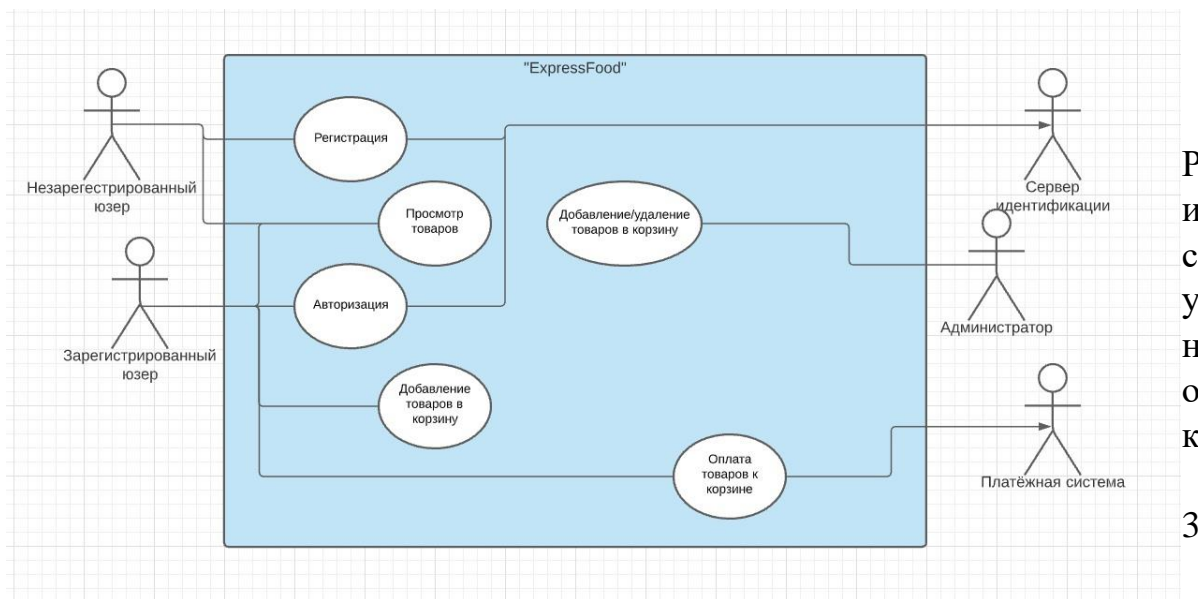 "ExpressFood"
Регистрация
Незарегестрированный
юзер
Просмотр
товаров
Добавление/удаление
товаров в корзину
Сервер
идентификации
Авторизация
Администратор
Зарегистрированный
юзер
Добавление
товаров в
корзину
Оплата
товаров к
корзине
Платёжная система
Р
и
с
у
н
о
к
3